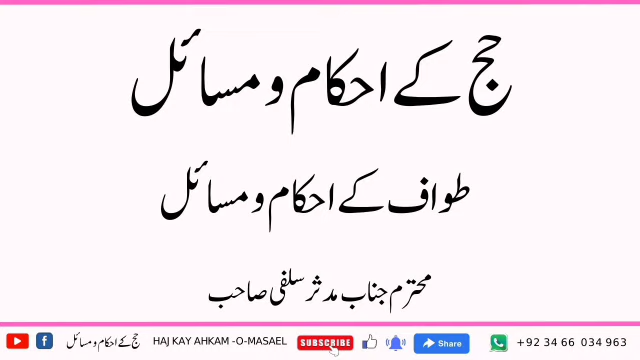 حج کے احکام و مسائل
طواف کے احکام و مسائل
محترم جناب مدثر سلفی صاحب
حج کے احکام و مسائل HAJ KAY AHKAM -O-MASAEL SUBSCRIBE Share +92 34 66 034 963